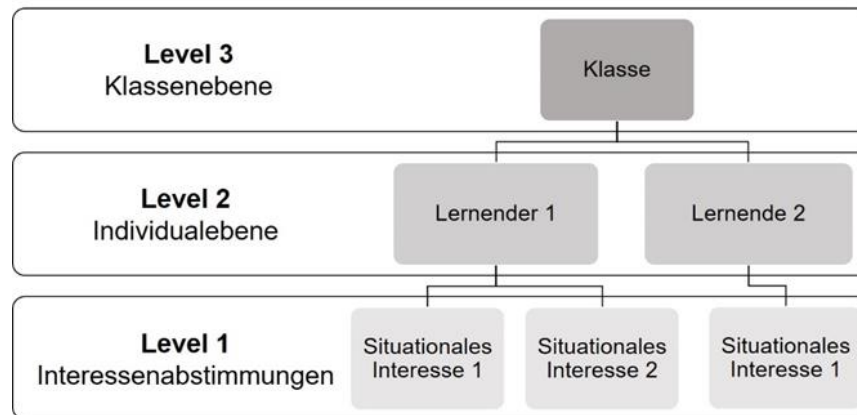 Level 3
Klassenebene
Klasse
Level 2
Individualebene
Lernender 1
Lernende 2
Level 1
Interessenabstimmungen
Situationales
Interesse 1
Situationales
Interesse 2
Situationales
Interesse 1